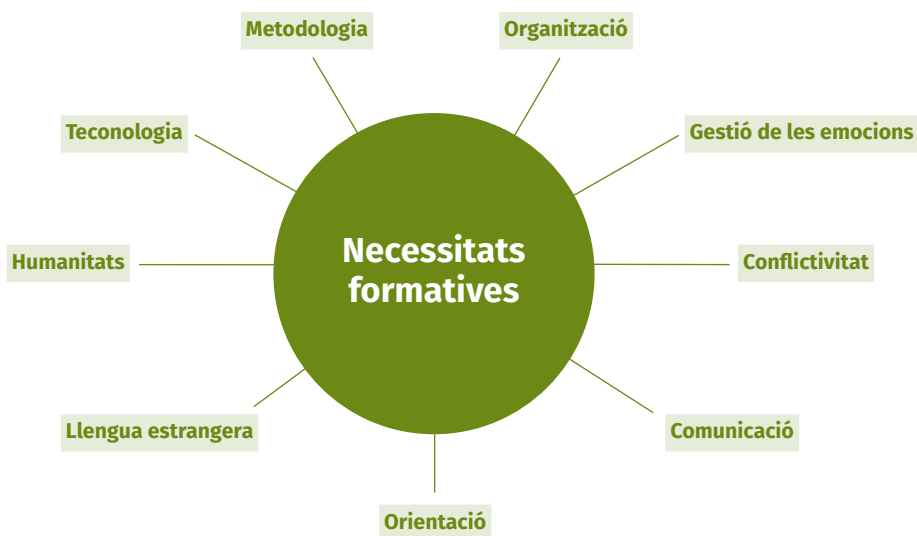 Metodologia
Organització
Teconologia
Gestió de les emocions
Humanitats
Necessitats
formatives
Conflictivitat
Llengua estrangera
Comunicació
Orientació